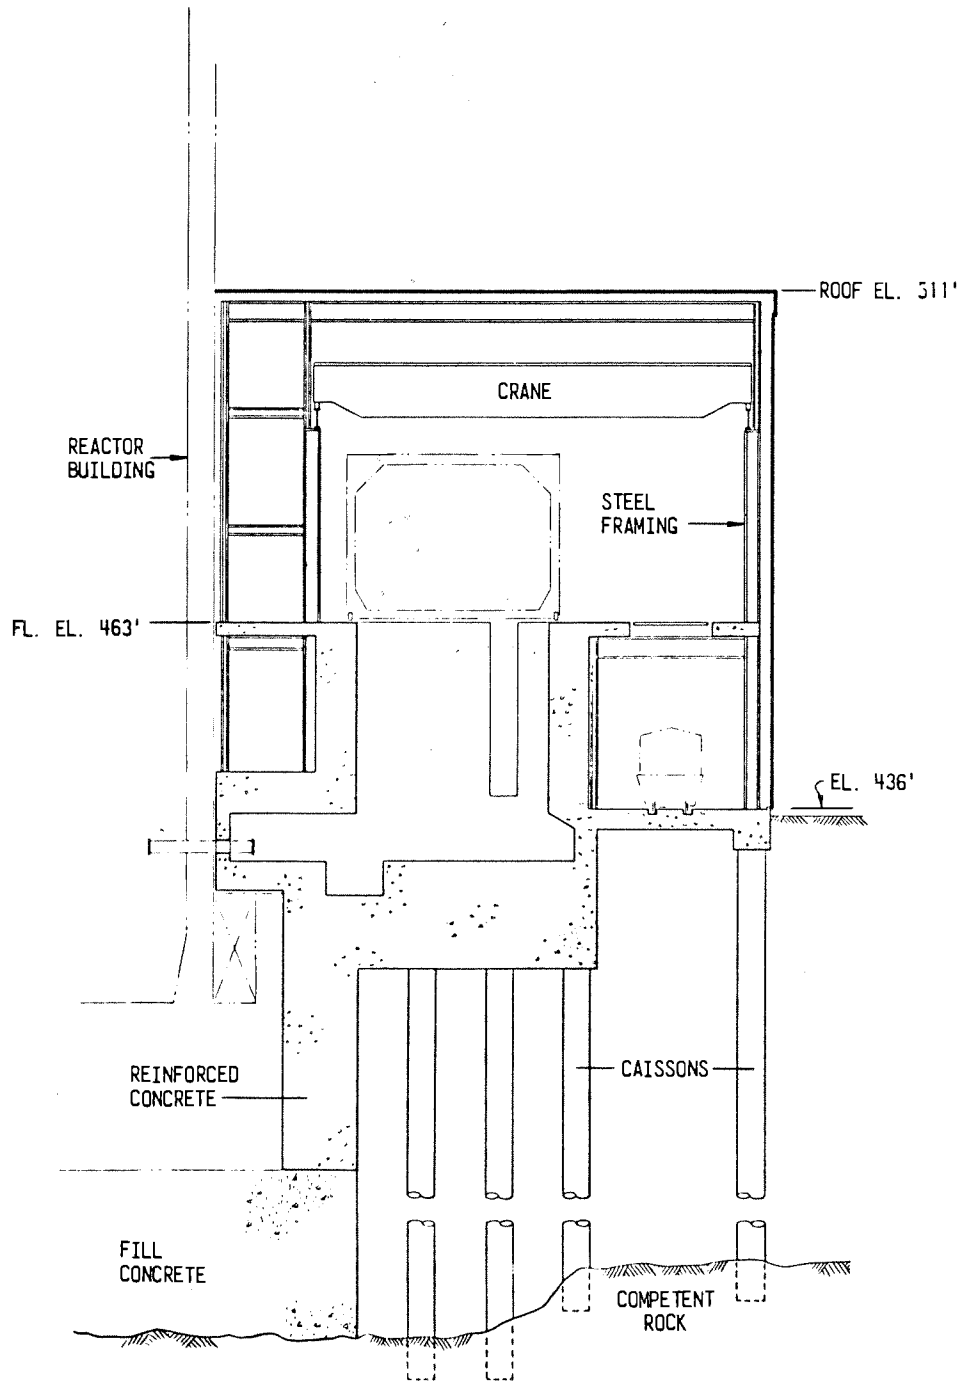 ROOF EL. 511'
CRANE
REACTOR
BUILDING
STEEL
FRAMING
FL. EL. 463'
EL. 436'
REINFORCED
CONCRETE
CAISSONS
FILL
CONCRETE
COMPETENT
ROCK